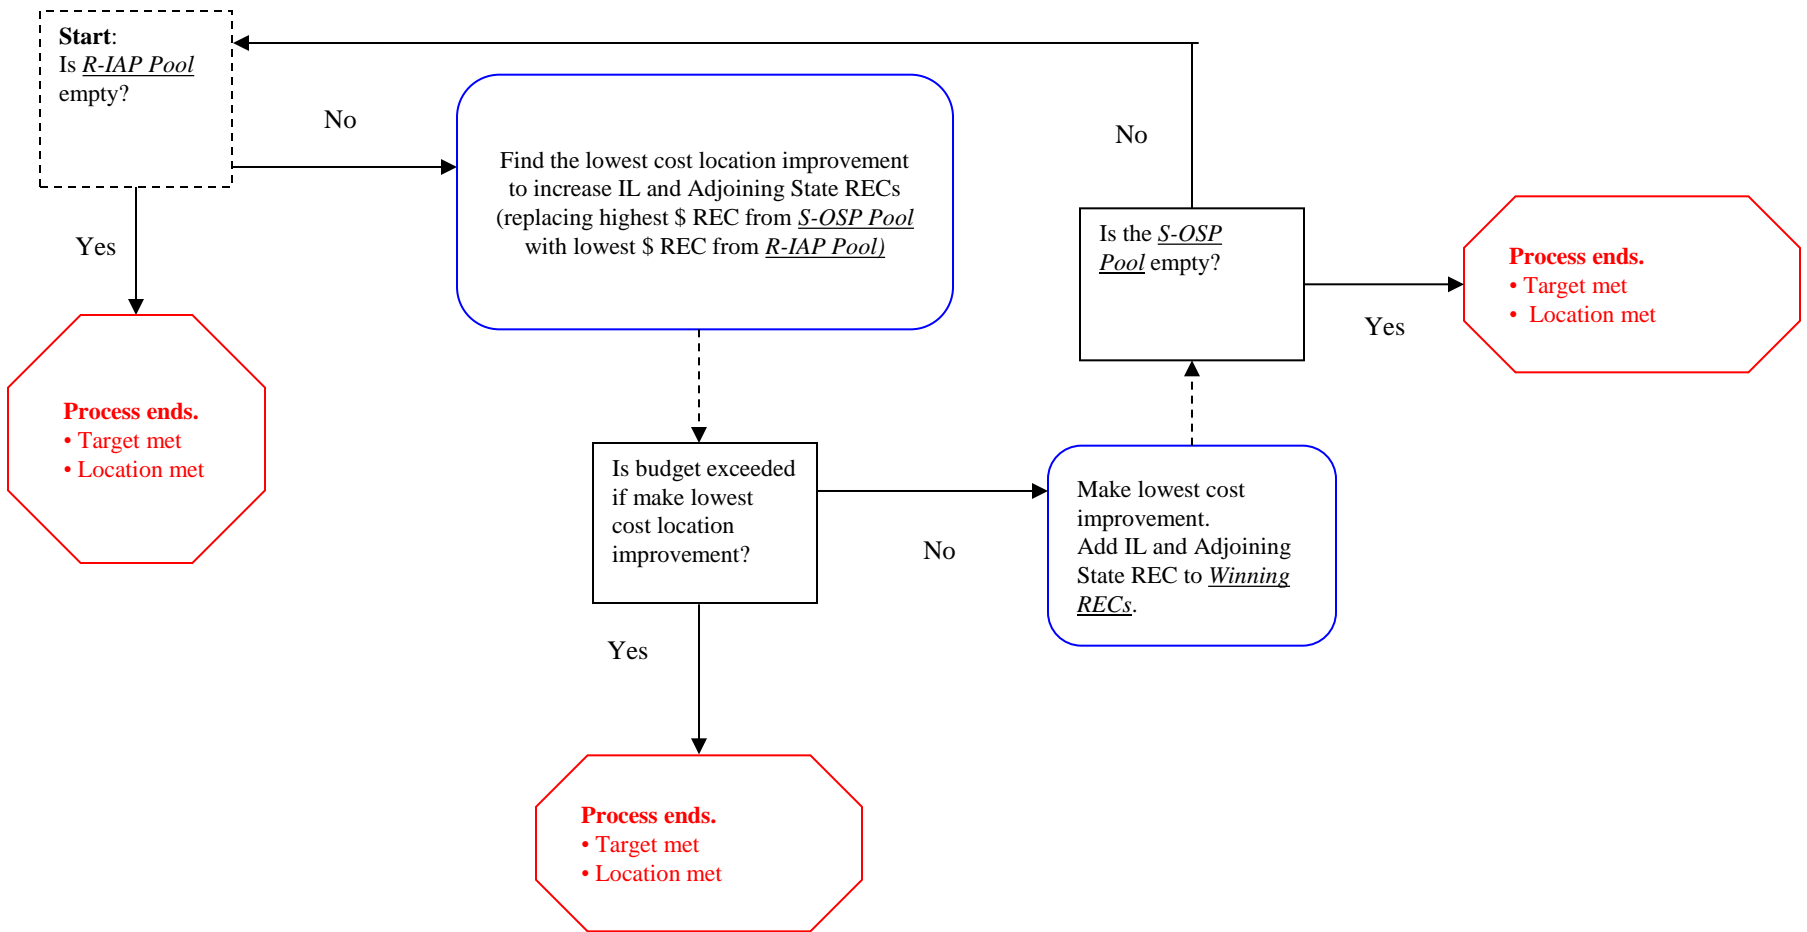 Start:
Is R-IAP Pool
empty?
No
Yes
Find the lowest cost location improvement
to increase IL and Adjoining State RECs
(replacing highest $ REC from S-OSP Pool
with lowest $ REC from R-IAP Pool)
No
Is the S-OSP
Pool empty?
Yes
Process ends.
• Target met
• Location met
Process ends.
• Target met
• Location met
Is budget exceeded
if make lowest
cost location
improvement?
No
Yes
Make lowest cost
improvement.
Add IL and Adjoining
State REC to Winning
RECs.
Process ends.
• Target met
• Location met